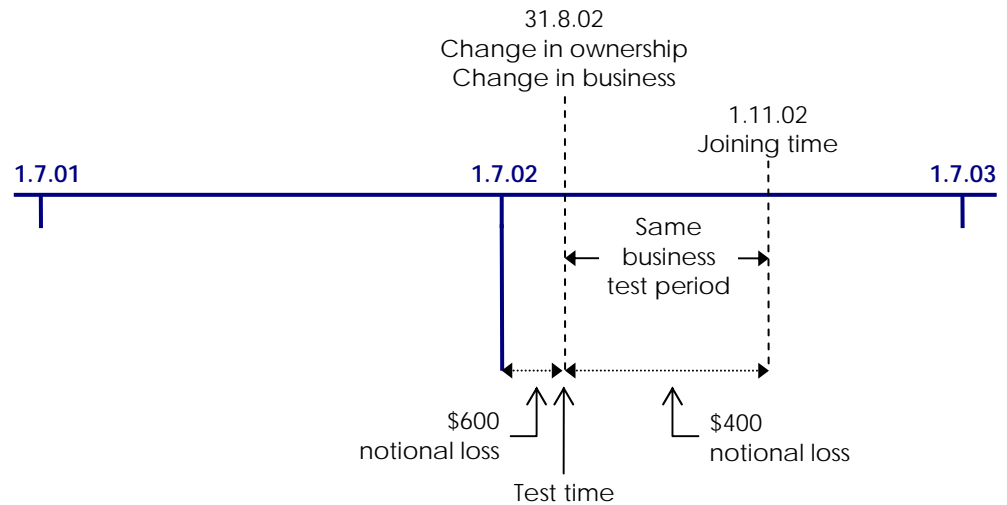 31.8.02
Change in ownership
Change in business
1.11.02
Joining time
1.7.01
1.7.02
1.7.03
Same
business
test period
$600
notional loss
$400
notional loss
Test time